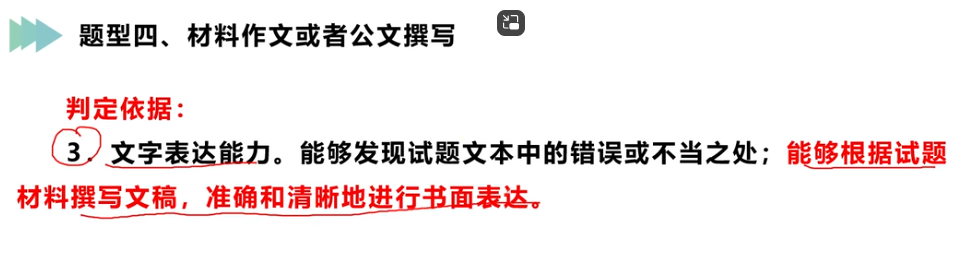 题型四、材料作文或者公文撰写
判定依据：
3．文字表达能力。能够发现试题文本中的错误或不当之处；能够根据试题
材料撰写文稿，准确和清晰地进行书面表达。